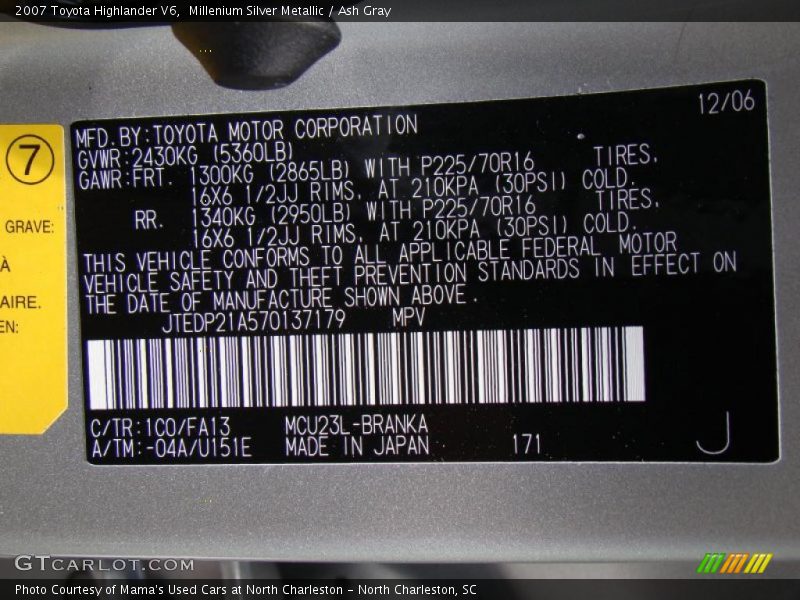 2007 Toyota Highlander V6,  Millenium Silver Metallic / Ash Gray
12/06
MFD.BY:TOYOTA MOTOR CORPORATION
GVWR:2430KG (5360LB)
GAWR:FRT. 1300KG (2865LB) WITH P225/70R16 TIRES,
16X6 1/2JJ RIMS, AT 210KPA (30PSI) COLD.
RR. 1340KG (2950LB) WITH P225/70R16 TIRES,
16X6 1/2JJ RIMS, AT 210KPA (30PSI) COLD.
THIS VEHICLE CONFORMS TO ALL APPLICABLE FEDERAL MOTOR
VEHICLE SAFETY AND THEFT PREVENTION STANDARDS IN EFFECT ON
THE DATE OF MANUFACTURE SHOWN ABOVE.
JTEDP21A570137179 MPV
C/TR:1C0/FA13 MCU23L-BRANKA
A/TM:-04A/U151E MADE IN JAPAN 171 J
7
GRAVE:
À
AIRE.
EN:
GTCARLOT.COM
Photo Courtesy of Mama's Used Cars at North Charleston - North Charleston, SC